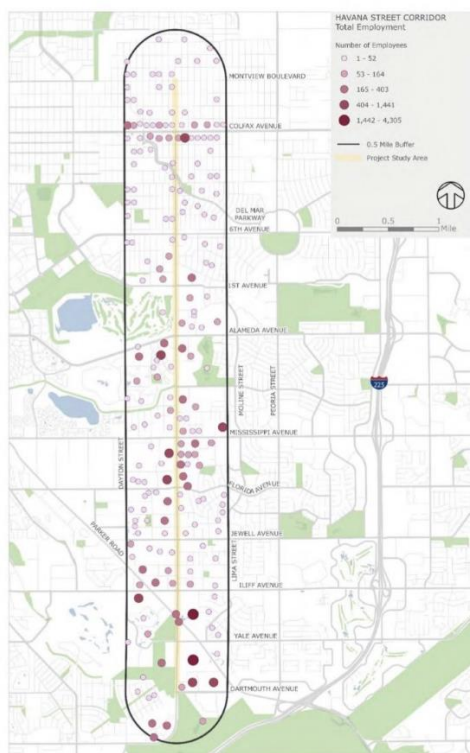 HAVANA STREET CORRIDOR
Total Employment
Number of Employees
1 - 52
53 - 164
165 - 403
404 - 1,441
1,442 - 4,305
0.5 Mile Buffer
Project Study Area
0
0.5
1
Mile
MONTVIEW BOULEVARD
COLFAX AVENUE
DEL MAR
PARKWAY
6TH AVENUE
1ST AVENUE
ALAMEDA AVENUE
MOLINE STREET
PEORIA STREET
225
MISSISSIPPI AVENUE
DAYTON STREET
FLORIDA AVENUE
PARKER ROAD
JEWELL AVENUE
LIMA STREET
ILIFF AVENUE
YALE AVENUE
DARTMOUTH AVENUE